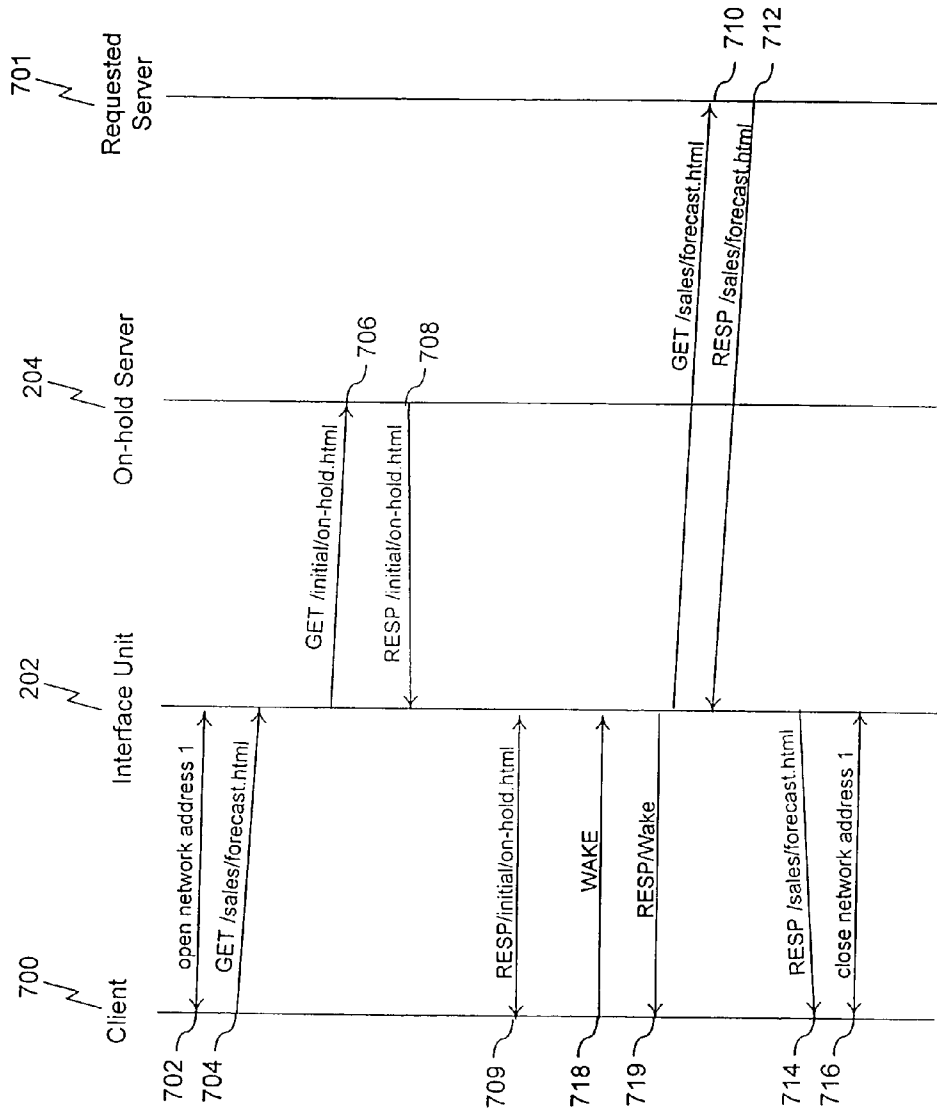 700
Client
202
Interface Unit
204
On-hold Server
701
Requested
Server
702
open network address 1
704
GET /sales/forecast.html
GET /initial/on-hold.html
706
RESP /initial/on-hold.html
708
709
RESP/initial/on-hold.html
718
WAKE
719
RESP/Wake
GET /sales/forecast.html
710
RESP /sales/forecast.html
712
714
RESP /sales/forecast.html
716
close network address 1